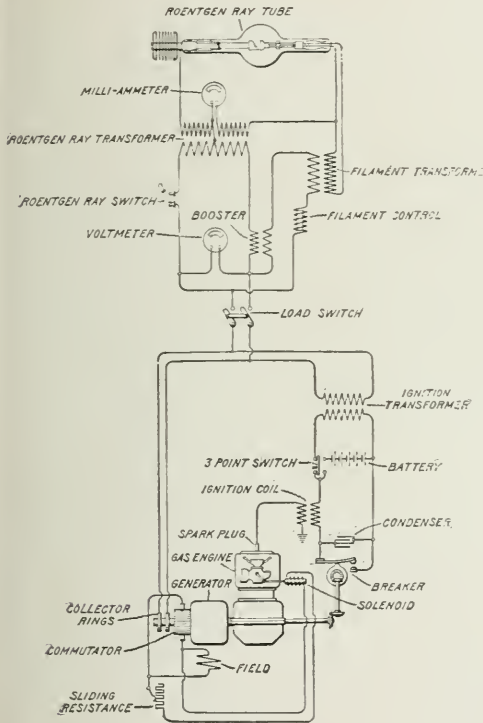 ROENTGEN RAY TUBE
MILLI-AMMETER
ROENTGEN RAY TRANSFORMER
FILAMENT TRANSFORMER
ROENTGEN RAY SWITCH
BOOSTER
FILAMENT CONTROL
VOLTMETER
LOAD SWITCH
IGNITION
TRANSFORMER
3 POINT SWITCH
BATTERY
IGNITION COIL
CONDENSER
SPARK PLUG
GAS ENGINE
BREAKER
GENERATOR
SOLENOID
COLLECTOR
RINGS
COMMUTATOR
FIELD
SLIDING
RESISTANCE